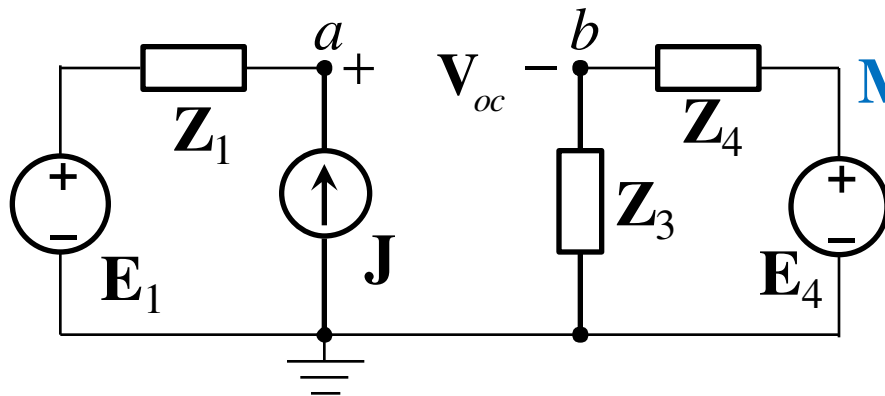 a + V_oc − b
Z_1 Z_4
+ Z_3 +
− J −
E_1 E_4